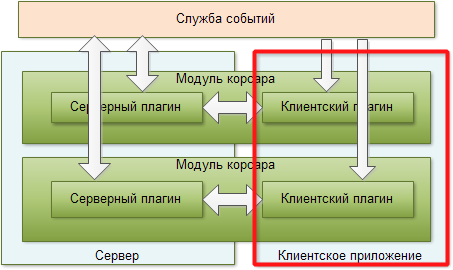 Служба событий
Модуль корсара
Серверный плагин
Клиентский плагин
Модуль корсара
Серверный плагин
Клиентский плагин
Сервер
Клиентское приложение